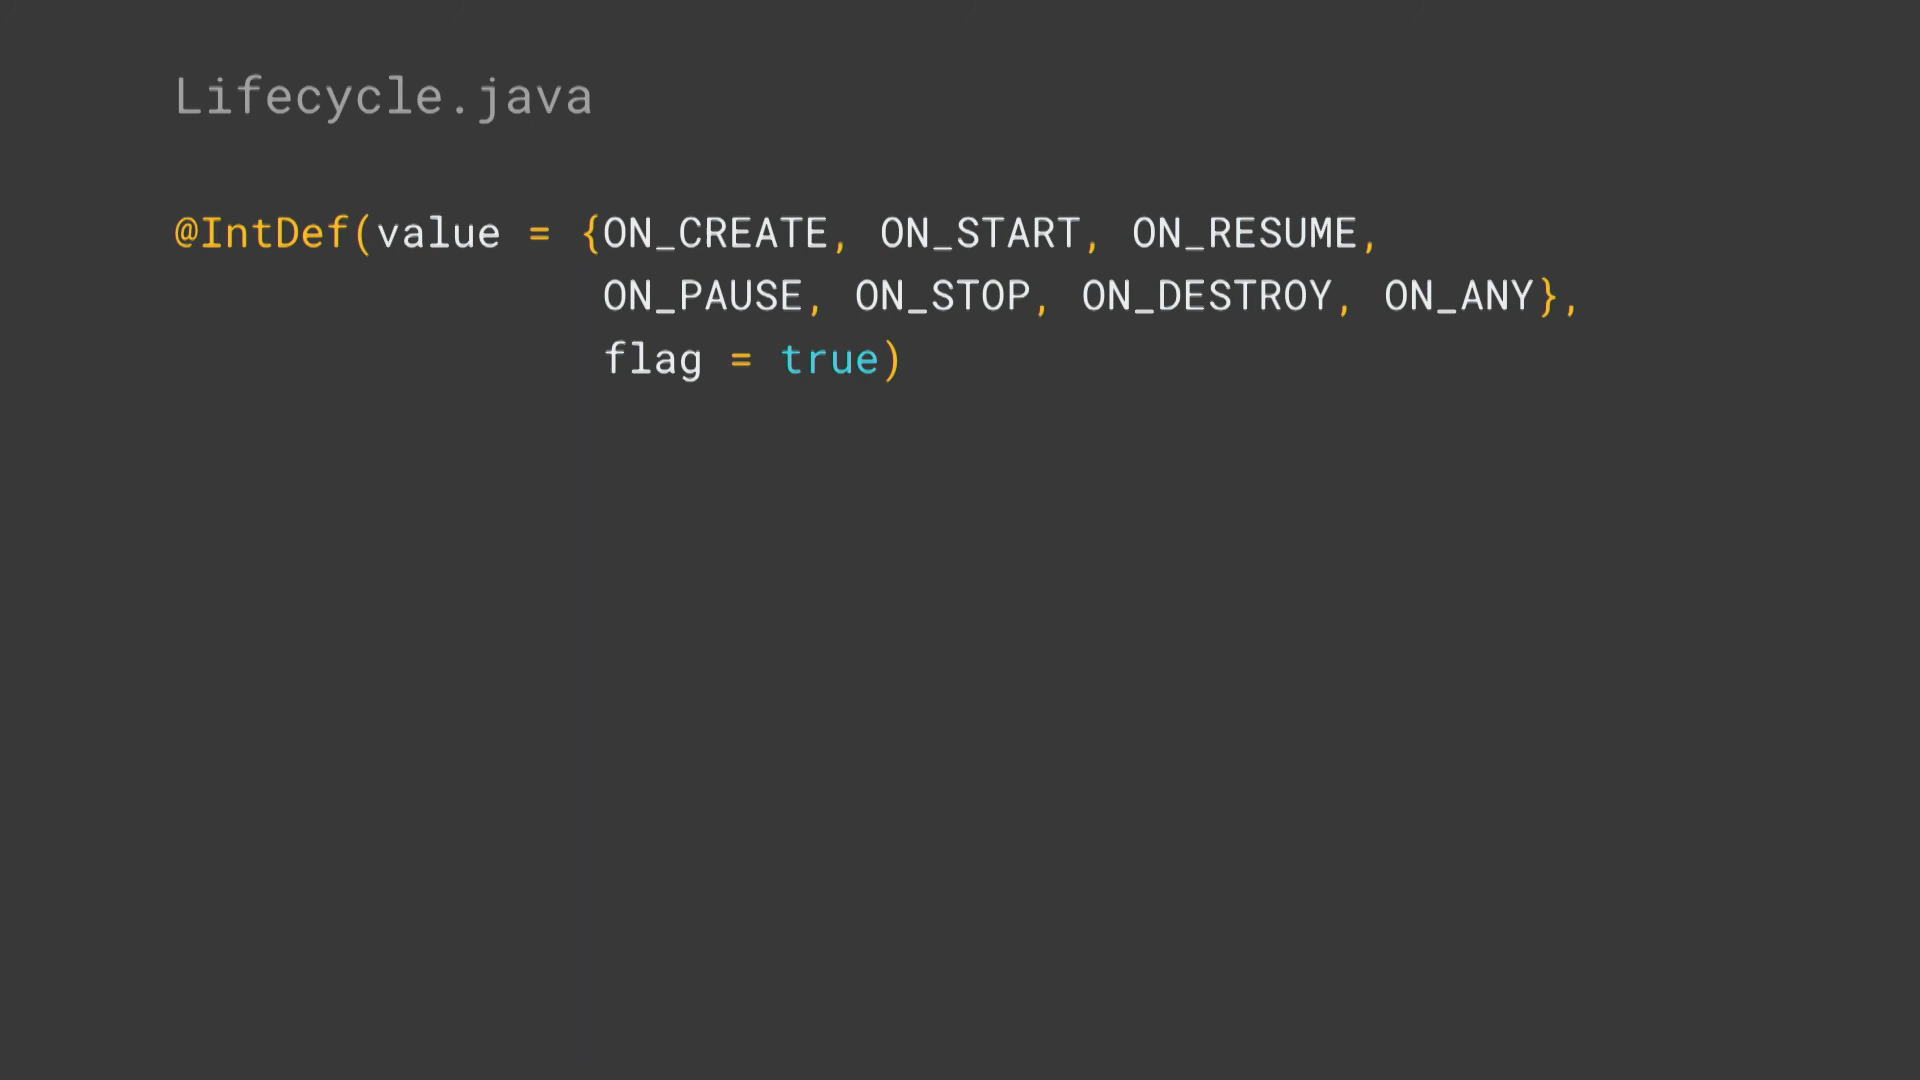 Lifecycle.java
@IntDef(value = {ON_CREATE, ON_START, ON_RESUME,
ON_PAUSE, ON_STOP, ON_DESTROY, ON_ANY},
flag = true)